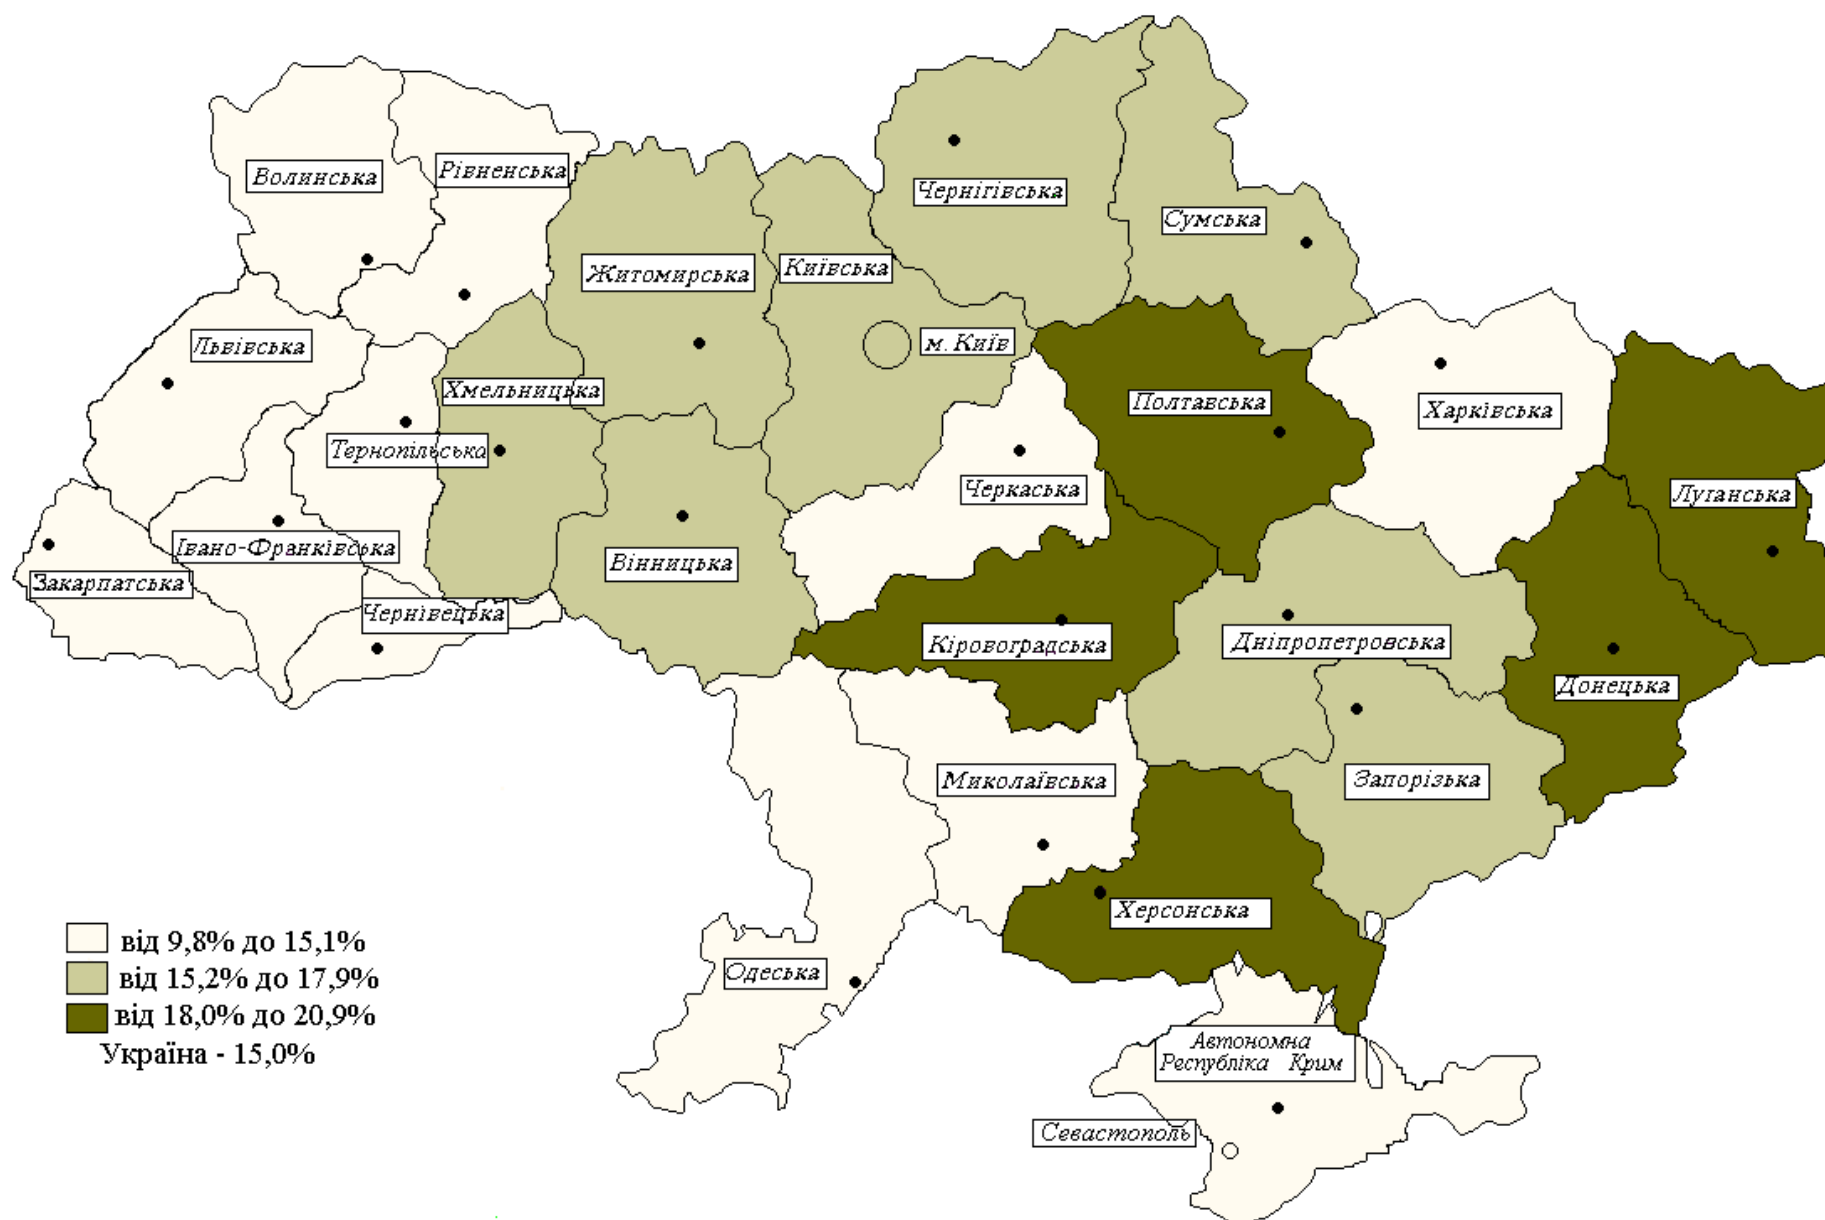 Волинська
Рівненська
Чернігівська
Сумська
Житомирська
Київська
м. Київ
Львівська
Хмельницька
Полтавська
Харківська
Тернопільська
Черкаська
Луганська
Івано-Франківська
Вінницька
Закарпатська
Чернівецька
Кіровоградська
Дніпропетровська
Донецька
Миколаївська
Запорізька
Херсонська
Одеська
від 9,8% до 15,1%
від 15,2% до 17,9%
від 18,0% до 20,9%
Україна - 15,0%
Автономна
Республіка Крим
Севастополь